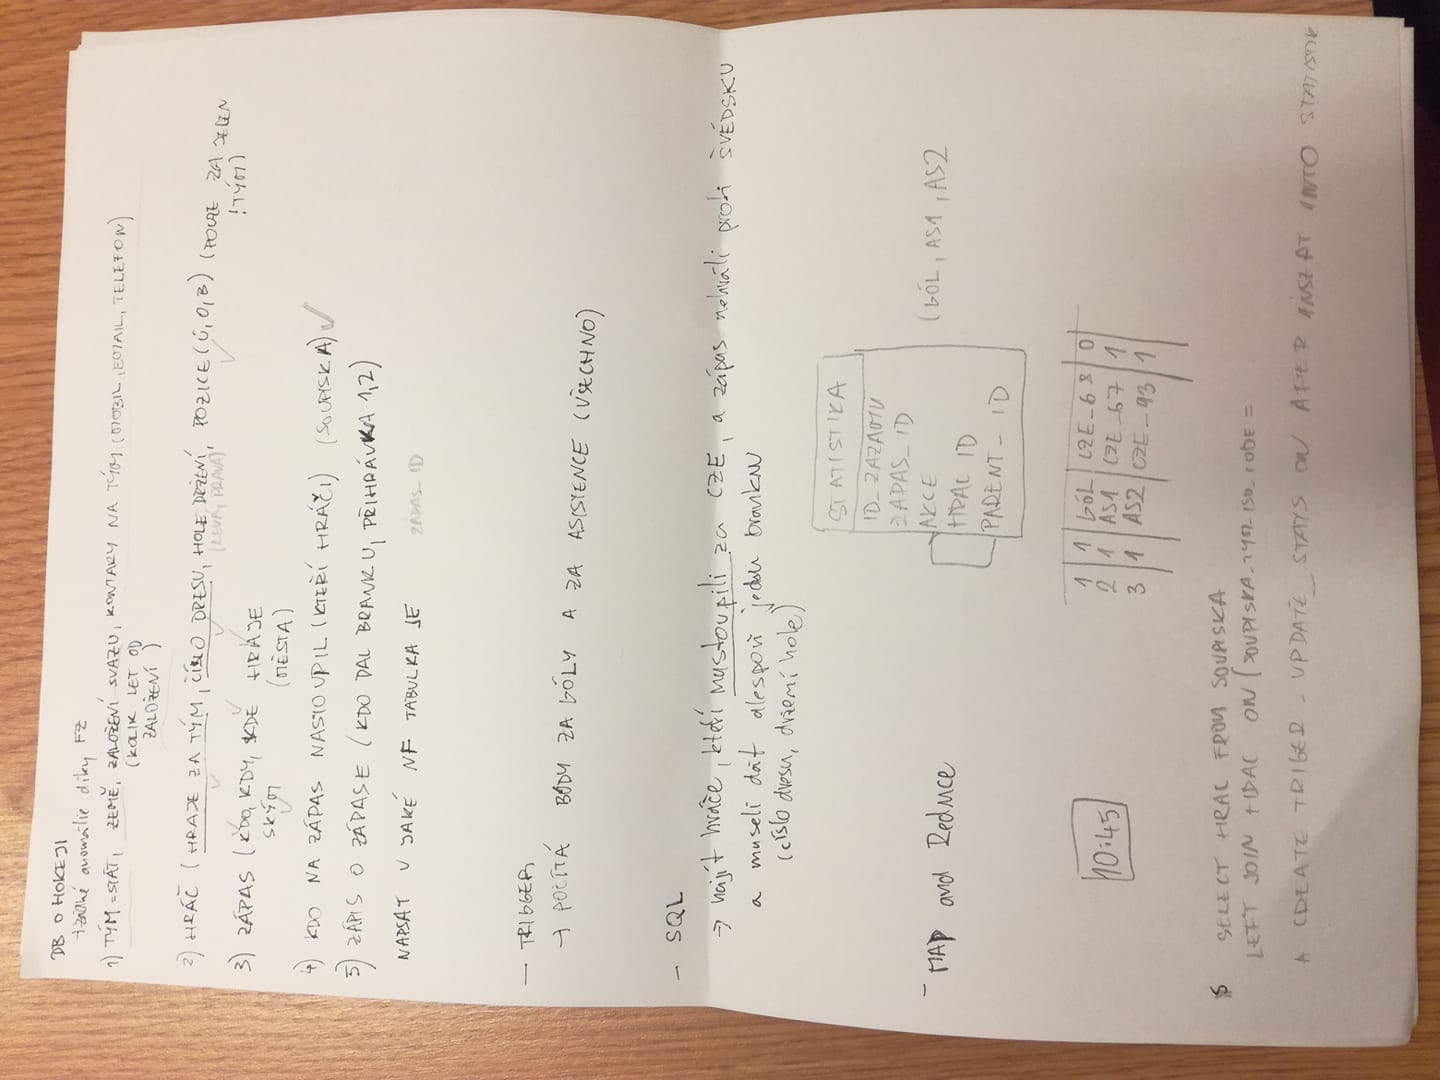 DB O HOKEJI
→ žádné anomálie díky FZ
1) TÝM = STÁT, ZEMĚ, ZALOŽENÍ SVAZU, KONTAKY NA TÝM (MOBIL, EMAIL, TELEFON)
(KOLIK LET OD
ZALOŽENÍ)
2) HRÁČ (HRAJE ZA TÝM, ČÍSLO DRESU, HOLE DRŽENÍ, POZICE (Ú, O, B) (POUZE ZA JEDEN
(LEVÁ, PRAVÁ)
! TÝM)
3) ZÁPAS (KDO, KDY, KDE HRAJE
S KÝM (MĚSTA)
4) KDO NA ZÁPAS NASTOUPIL (KTEŘÍ HRÁČI) (SOUPISKA)
5) ZÁPIS O ZÁPASE (KDO DAL BRANKU, PŘIHRÁVKA 1,2)
NAPSAT V JAKÉ NF TABULKA JE
ZAPAS_ID
— TRIGGER
→ POČÍTÁ BODY ZA GÓLY A ZA ASISTENCE (VŠECHNO)
– SQL
→ najít hráče, kteří nastoupili za CZE, a zápas nehráli proti ŠVÉDSKU
a museli dát alespoň jednu branku
(číslo dresu, držení hole)
STATISTIKA
ID_ZAZAMU
ZAPAS_ID
AKCE
HRAC ID
PARENT_ID
(GÓL, AS1, AS2
– MAP and Reduce
1 1 GÓL CZE_68 0
2 1 AS1 CZE_67 1
3 1 AS2 CZE_93 1
10:45
SELECT HRAC FROM SOUPISKA
LEFT JOIN HRAC ON (SOUPISKA.TYM_ISO_CODE =
CREATE TRIGER - UPDATE_STATS ON AFTER INSERT INTO STATISTIK